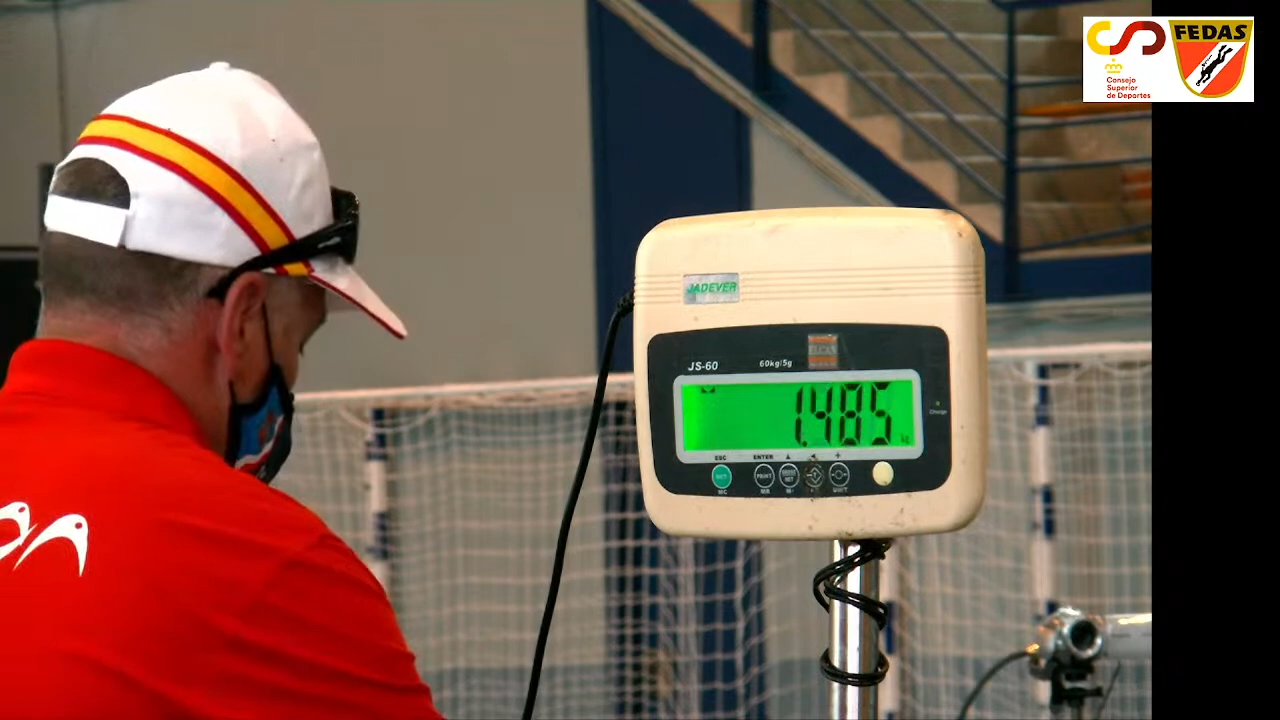 FEDAS
Consejo
Superior
de Deportes
JADEVER
JS-60
60kg/5g
1.485
ESC
ENTER